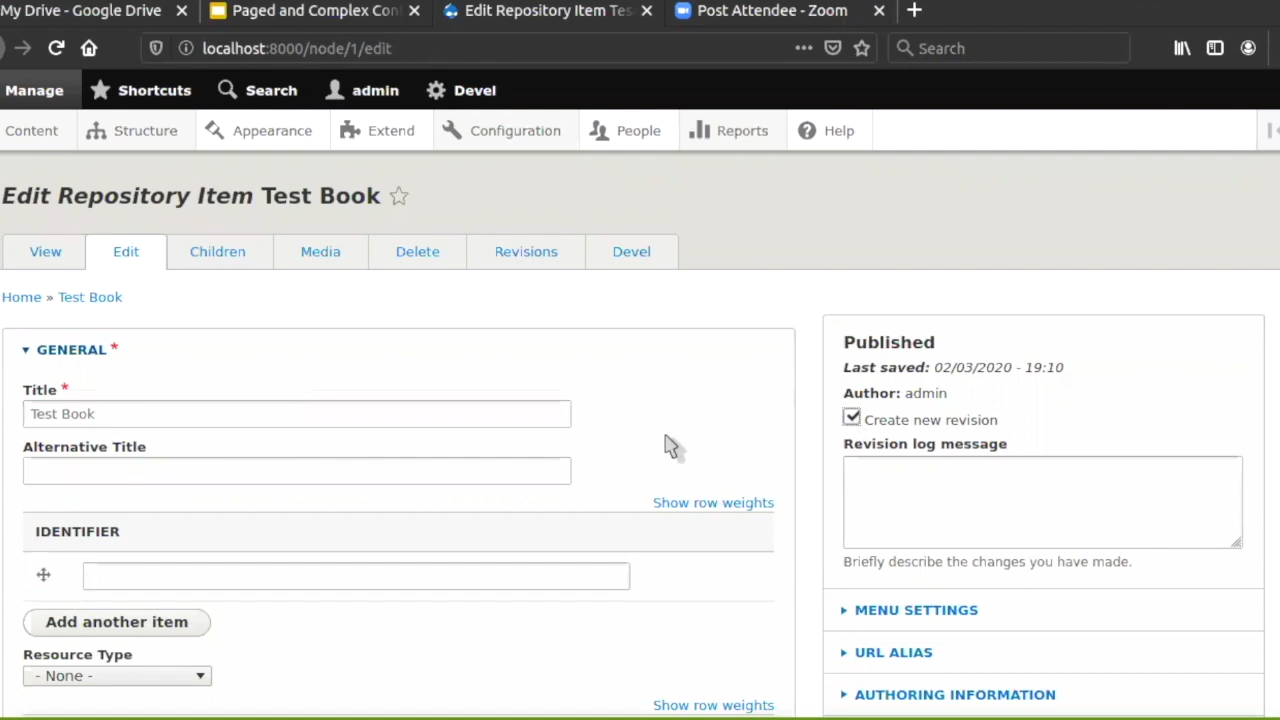 My Drive - Google Drive
Paged and Complex Con
Edit Repository Item Tes
Post Attendee - Zoom
localhost:8000/node/1/edit
Search
Manage
Shortcuts
Search
admin
Devel
Content
Structure
Appearance
Extend
Configuration
People
Reports
Help
Edit Repository Item Test Book
View
Edit
Children
Media
Delete
Revisions
Devel
Home » Test Book
GENERAL *
Title *
Test Book
Alternative Title
Show row weights
IDENTIFIER
Add another item
Resource Type
- None -
Show row weights
Published
Last saved: 02/03/2020 - 19:10
Author: admin
Create new revision
Revision log message
Briefly describe the changes you have made.
MENU SETTINGS
URL ALIAS
AUTHORING INFORMATION